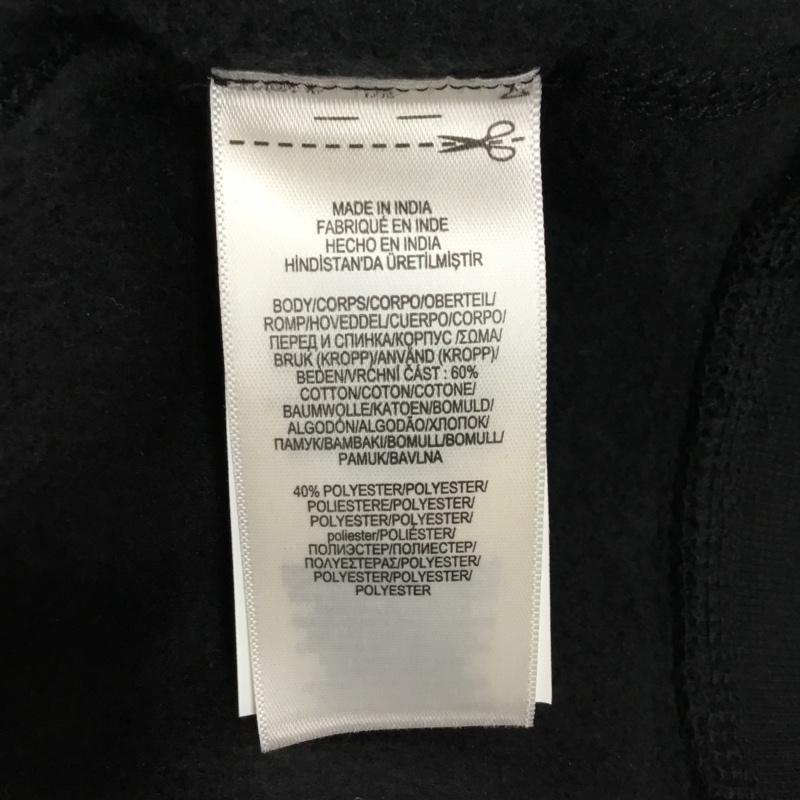 MADE IN INDIA
FABRIQUÉ EN INDE
HECHO EN INDIA
HİNDİSTAN'DA ÜRETİLMİŞTİR
BODY/CORPS/CORPO/OBERTEIL/
ROMP/HOVEDDEL/CUERPO/CORPO/
ПЕРЕД И СПИНКА/КОРПУС /ΣΩΜΑ/
BRUK (KROPP)/ANVÄND (KROPP)/
BEDEN/VRCHNÍ ČÁST : 60%
COTTON/COTON/COTONE/
BAUMWOLLE/KATOEN/BOMULD/
ALGODÓN/ALGODÃO/ХЛОПОК/
ПАМУК/ΒΑΜΒΑΚΙ/BOMULL/BOMULL/
PAMUK/BAVLNA
40% POLYESTER/POLYESTER/
POLIESTERE/POLYESTER/
POLYESTER/POLYESTER/
poliester/POLIÉSTER/
ПОЛИЭСТЕР/ПОЛИЕСТЕР/
ΠΟΛΥΕΣΤΕΡΑΣ/POLYESTER/
POLYESTER/POLYESTER/
POLYESTER